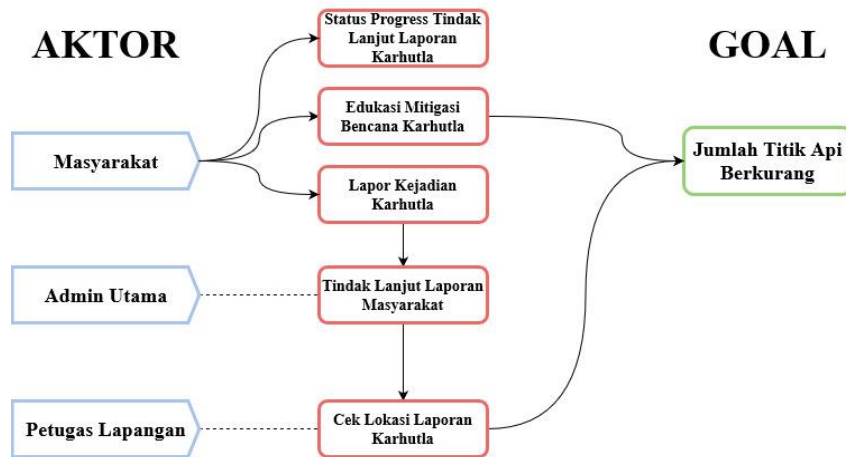 AKTOR
GOAL
Status Progress Tindak
Lanjut Laporan
Karhutla
Edukasi Mitigasi
Bencana Karhutla
Masyarakat
Lapor Kejadian
Karhutla
Jumlah Titik Api
Berkurang
Admin Utama
Tindak Lanjut Laporan
Masyarakat
Petugas Lapangan
Cek Lokasi Laporan
Karhutla